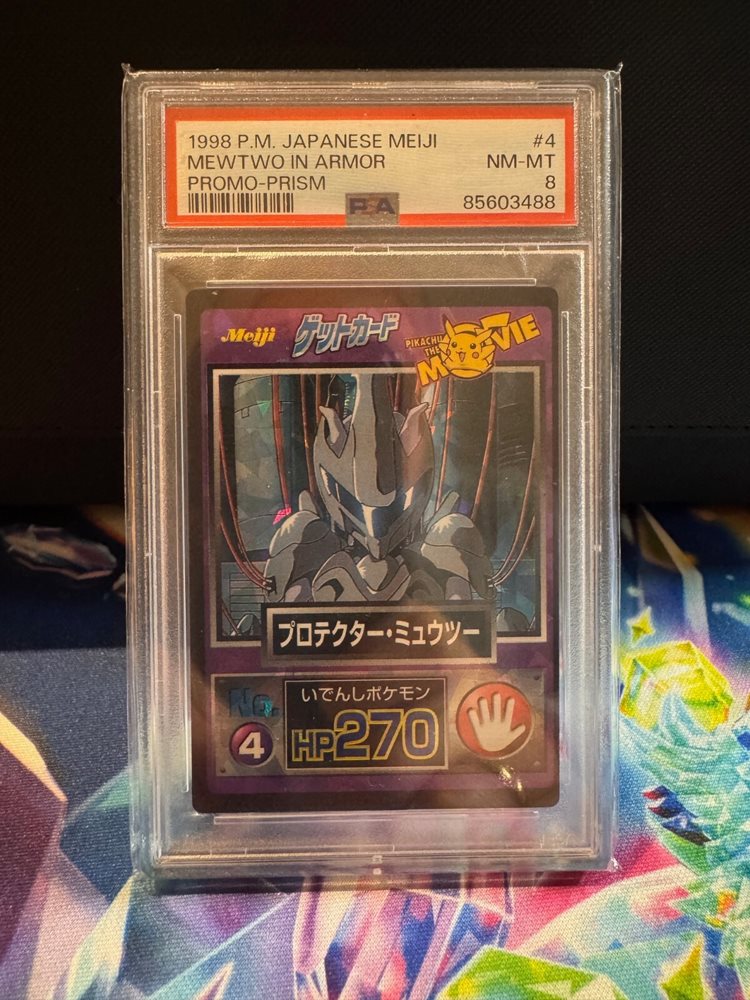 1998 P.M. JAPANESE MEIJI #4
MEWTWO IN ARMOR NM-MT
PROMO-PRISM 8
PSA 85603488
Meiji ゲットカード PIKACHU THE MOVIE
プロテクター・ミュウツー
No. いでんしポケモン
4 HP270